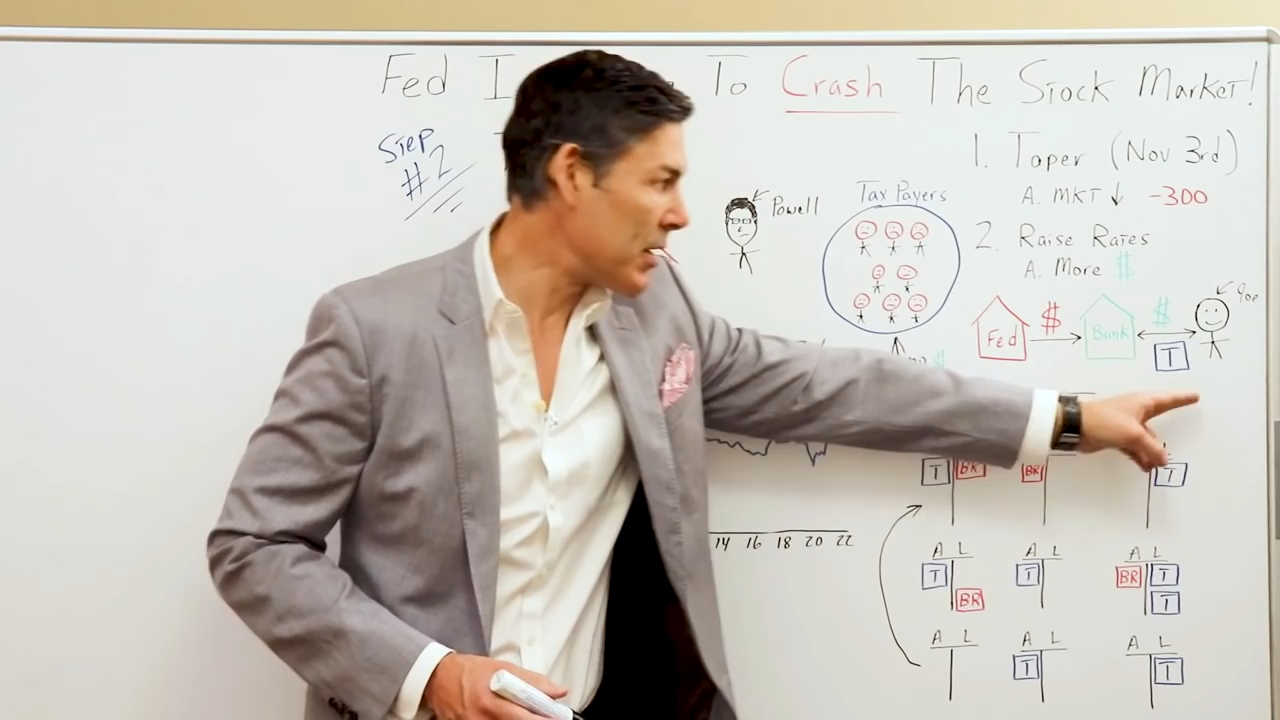 Fed I To Crash The Stock Market!
Step
#2
1. Taper (Nov 3rd)
A. MKT ↓ -300
2. Raise Rates
A. More $
Powell
Tax Payers
Fed $ Bank $ Joe
T
T BR BR T
14 16 18 20 22
A L A L A L
T T BR T
BR T
A L A L A L
T T